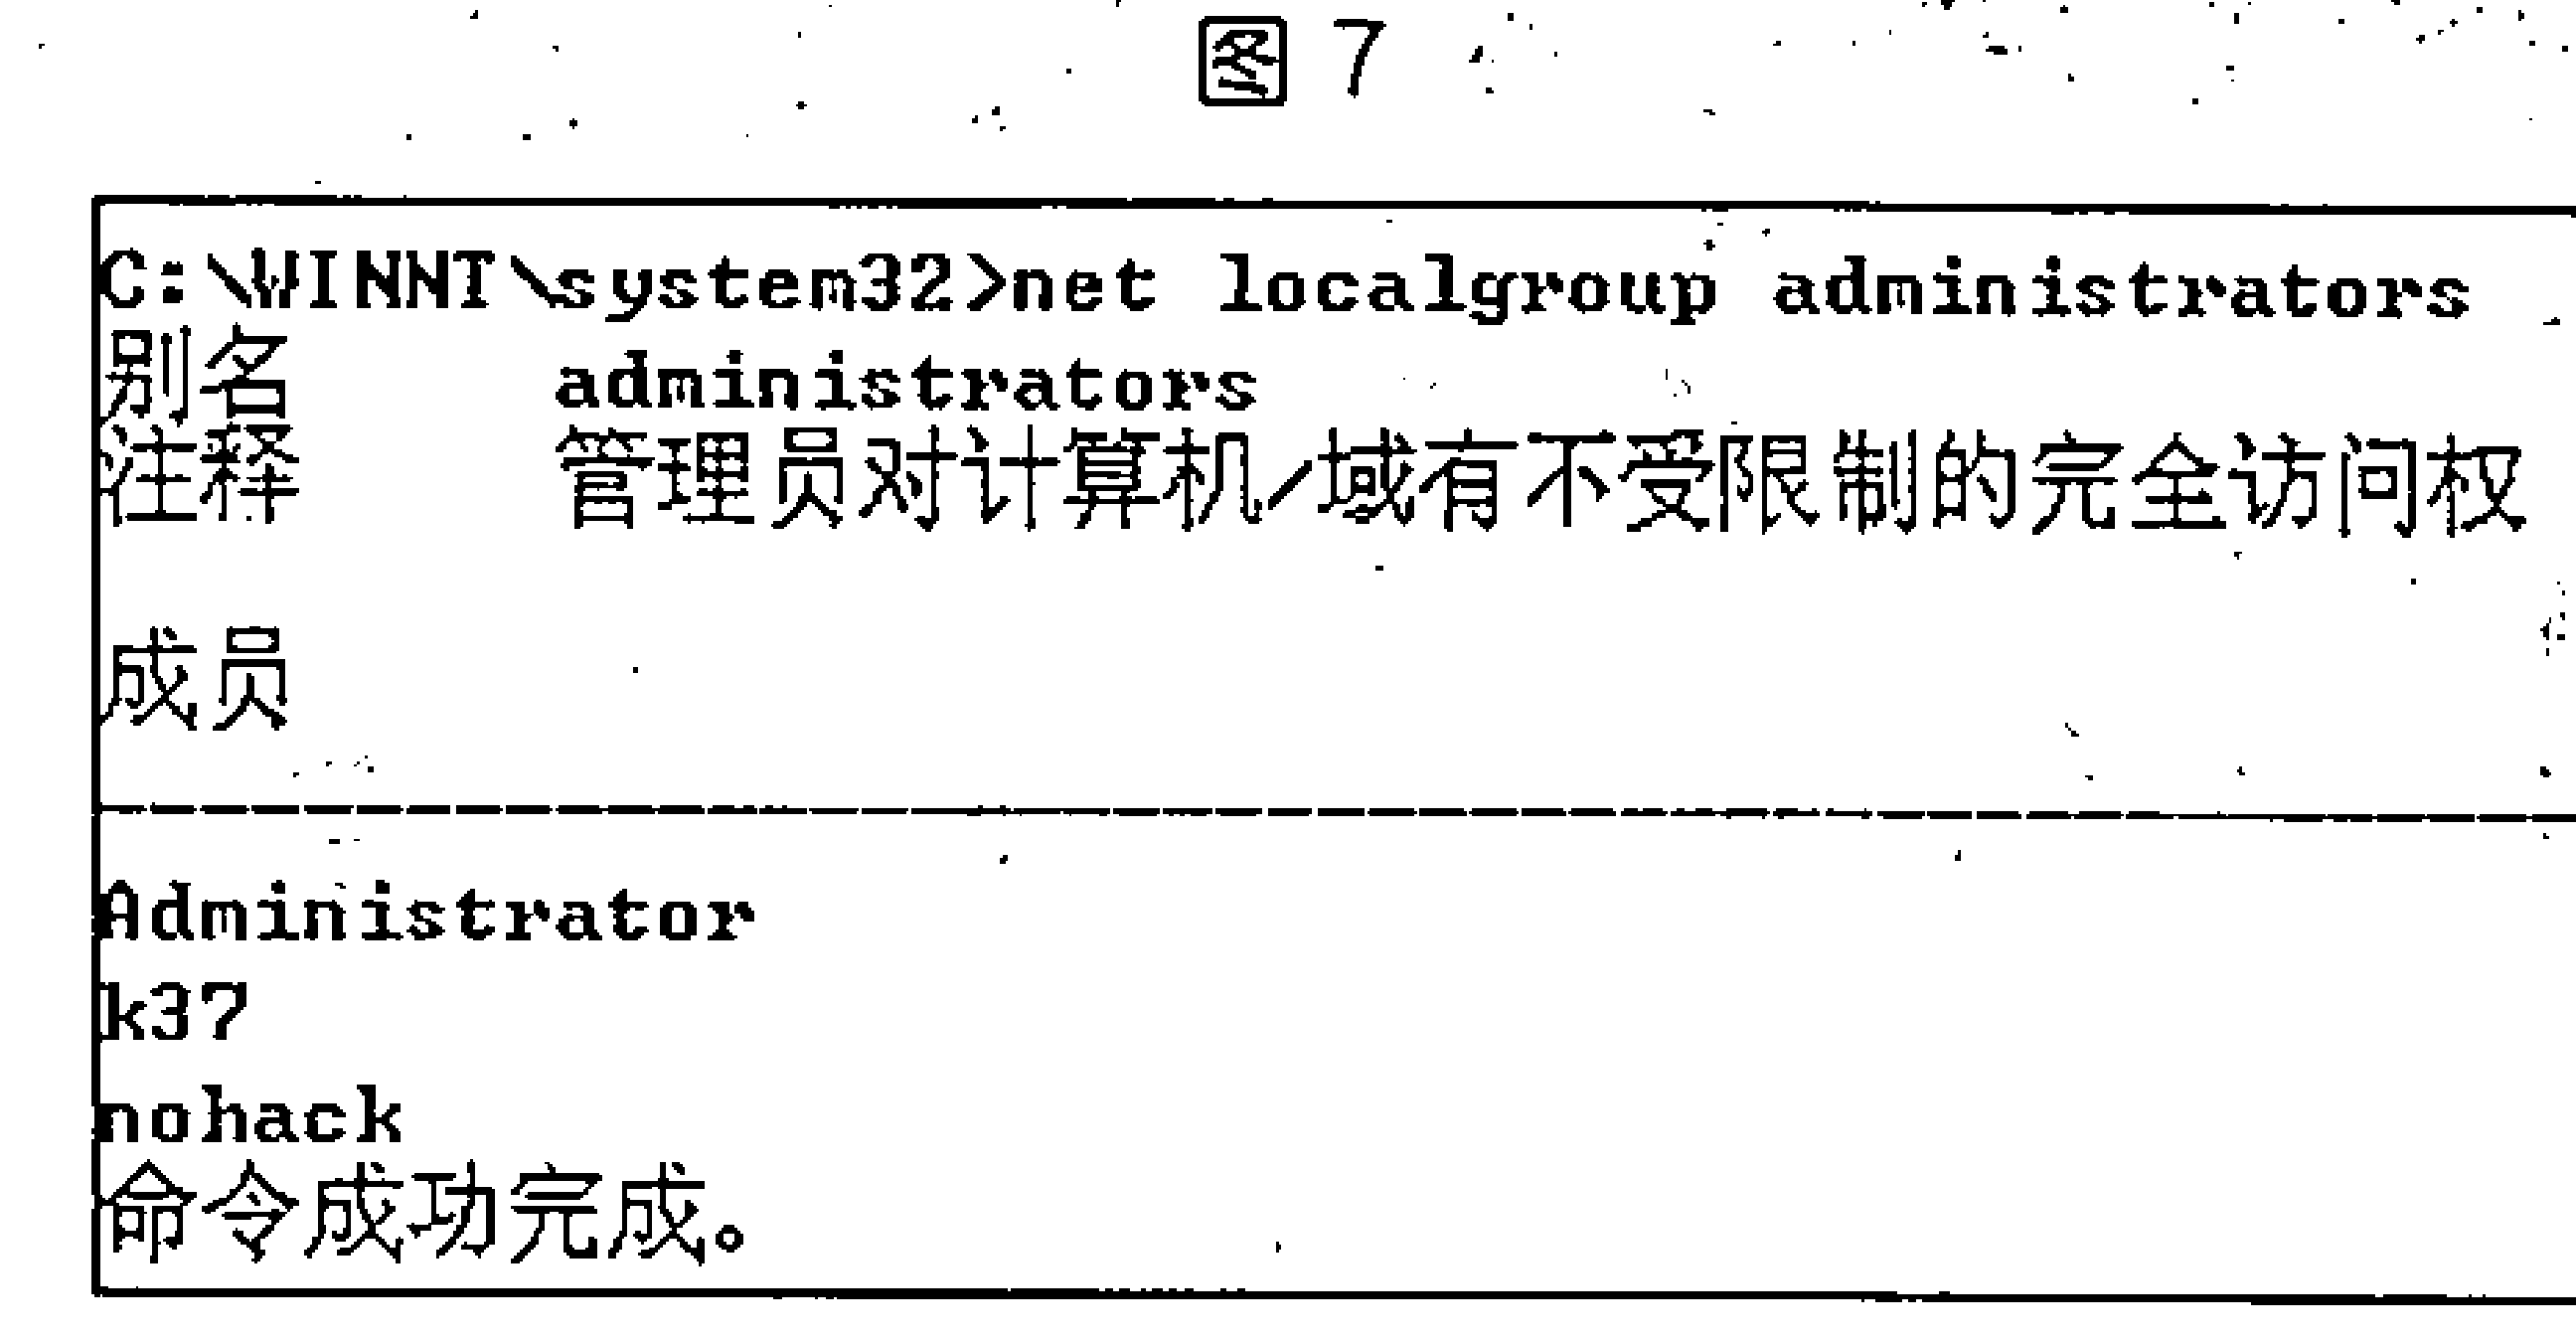 图 7
C:\WINNT\system32>net localgroup administrators
别名 administrators
注释 管理员对计算机/域有不受限制的完全访问权
成员
Administrator
k37
nohack
命令成功完成。